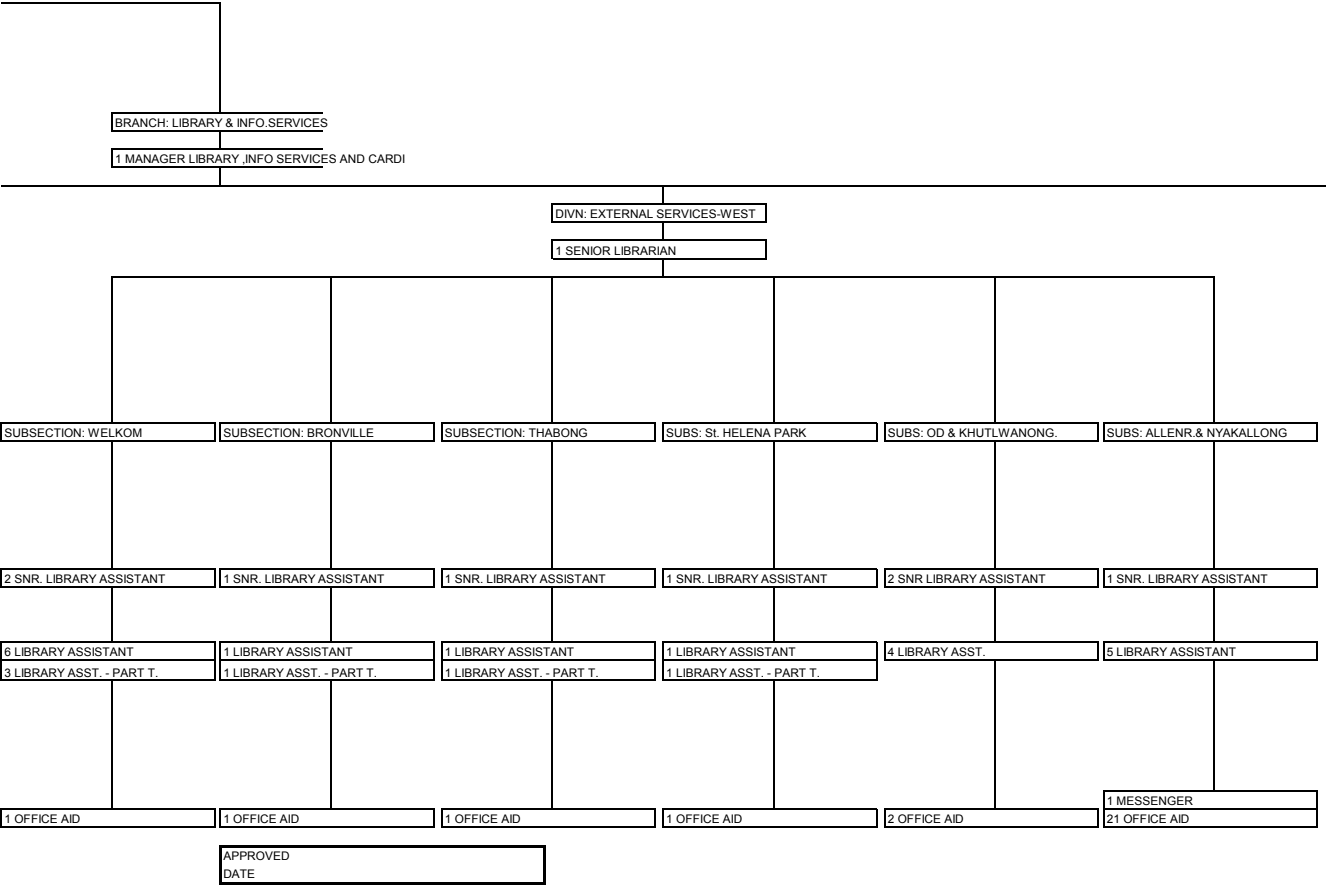 BRANCH: LIBRARY & INFO.SERVICES
1 MANAGER LIBRARY ,INFO SERVICES AND CARDI
DIVN: EXTERNAL SERVICES-WEST
1 SENIOR LIBRARIAN
SUBSECTION: WELKOM
SUBSECTION: BRONVILLE
SUBSECTION: THABONG
SUBS: St. HELENA PARK
SUBS: OD & KHUTLWANONG.
SUBS: ALLENR.& NYAKALLONG
2 SNR. LIBRARY ASSISTANT
1 SNR. LIBRARY ASSISTANT
1 SNR. LIBRARY ASSISTANT
1 SNR. LIBRARY ASSISTANT
2 SNR LIBRARY ASSISTANT
1 SNR. LIBRARY ASSISTANT
6 LIBRARY ASSISTANT
1 LIBRARY ASSISTANT
1 LIBRARY ASSISTANT
1 LIBRARY ASSISTANT
4 LIBRARY ASST.
5 LIBRARY ASSISTANT
3 LIBRARY ASST. - PART T.
1 LIBRARY ASST. - PART T.
1 LIBRARY ASST. - PART T.
1 LIBRARY ASST. - PART T.
1 MESSENGER
1 OFFICE AID
1 OFFICE AID
1 OFFICE AID
1 OFFICE AID
2 OFFICE AID
21 OFFICE AID
APPROVED
DATE